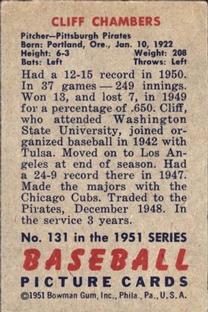 CLIFF CHAMBERS
Pitcher—Pittsburgh Pirates
Born: Portland, Ore., Jan. 10, 1922
Height: 6-3 Weight: 208
Bats: Left Throws: Left
Had a 12-15 record in 1950.
In 37 games — 249 innings.
Won 13, and lost 7, in 1949
for a percentage of .650. Cliff,
who attended Washington
State University, joined or-
ganized baseball in 1942 with
Tulsa. Moved on to Los An-
geles at end of season. Had
a 24-9 record there in 1947.
Made the majors with the
Chicago Cubs. Traded to the
Pirates, December 1948. In
the service 3 years.
No. 131 in the 1951 SERIES
BASEBALL
PICTURE CARDS
©1951 Bowman Gum, Inc., Phila., Pa., U. S. A.